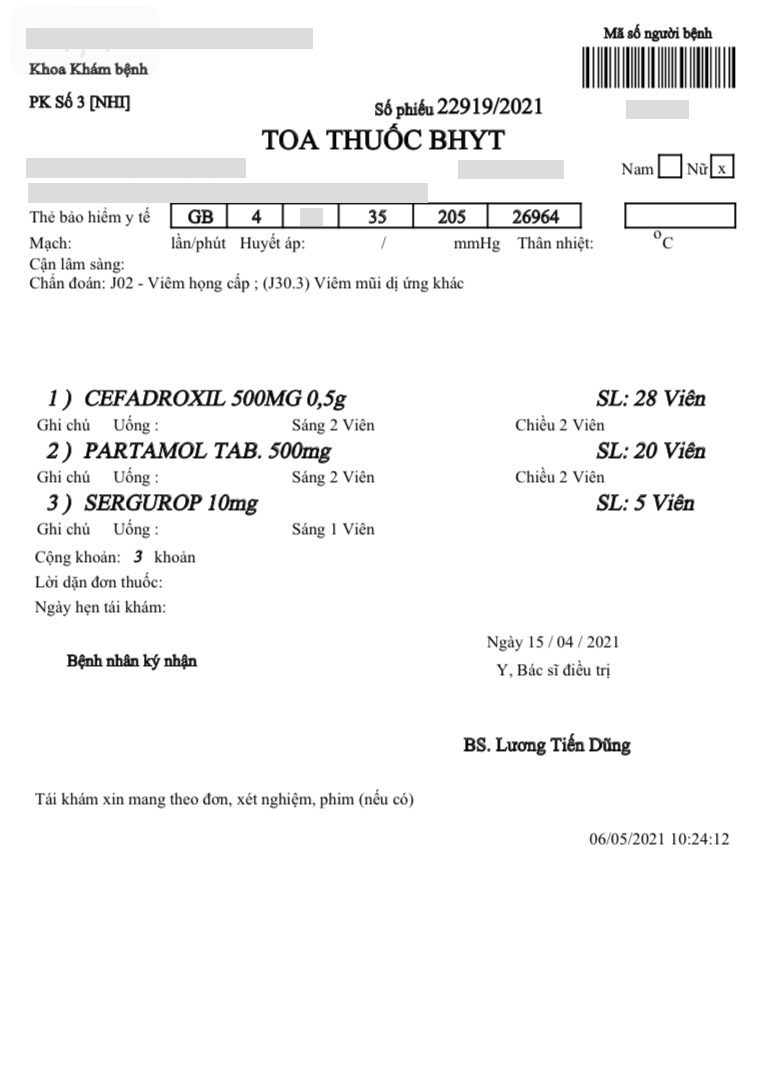 Mã số người bệnh
Khoa Khám bệnh
PK Số 3 [NHI]
Số phiếu 22919/2021
TOA THUỐC BHYT
Nam Nữ x
Thẻ bảo hiểm y tế GB 4 35 205 26964
Mạch: lần/phút Huyết áp: / mmHg Thân nhiệt: °C
Cận lâm sàng:
Chẩn đoán: J02 - Viêm họng cấp ; (J30.3) Viêm mũi dị ứng khác
1 ) CEFADROXIL 500MG 0,5g SL: 28 Viên
Ghi chú Uống : Sáng 2 Viên Chiều 2 Viên
2 ) PARTAMOL TAB. 500mg SL: 20 Viên
Ghi chú Uống : Sáng 2 Viên Chiều 2 Viên
3 ) SERGUROP 10mg SL: 5 Viên
Ghi chú Uống : Sáng 1 Viên
Cộng khoản: 3 khoản
Lời dặn đơn thuốc:
Ngày hẹn tái khám:
Ngày 15 / 04 / 2021
Bệnh nhân ký nhận
Y, Bác sĩ điều trị
BS. Lương Tiến Dũng
Tái khám xin mang theo đơn, xét nghiệm, phim (nếu có)
06/05/2021 10:24:12